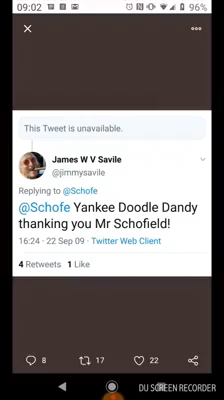 09:02
96%
This Tweet is unavailable.
James W V Savile
@jimmysavile
Replying to @Schofe
@Schofe Yankee Doodle Dandy
thanking you Mr Schofield!
16:24 · 22 Sep 09 · Twitter Web Client
4 Retweets 1 Like
8 17 22
DU SCREEN RECORDER